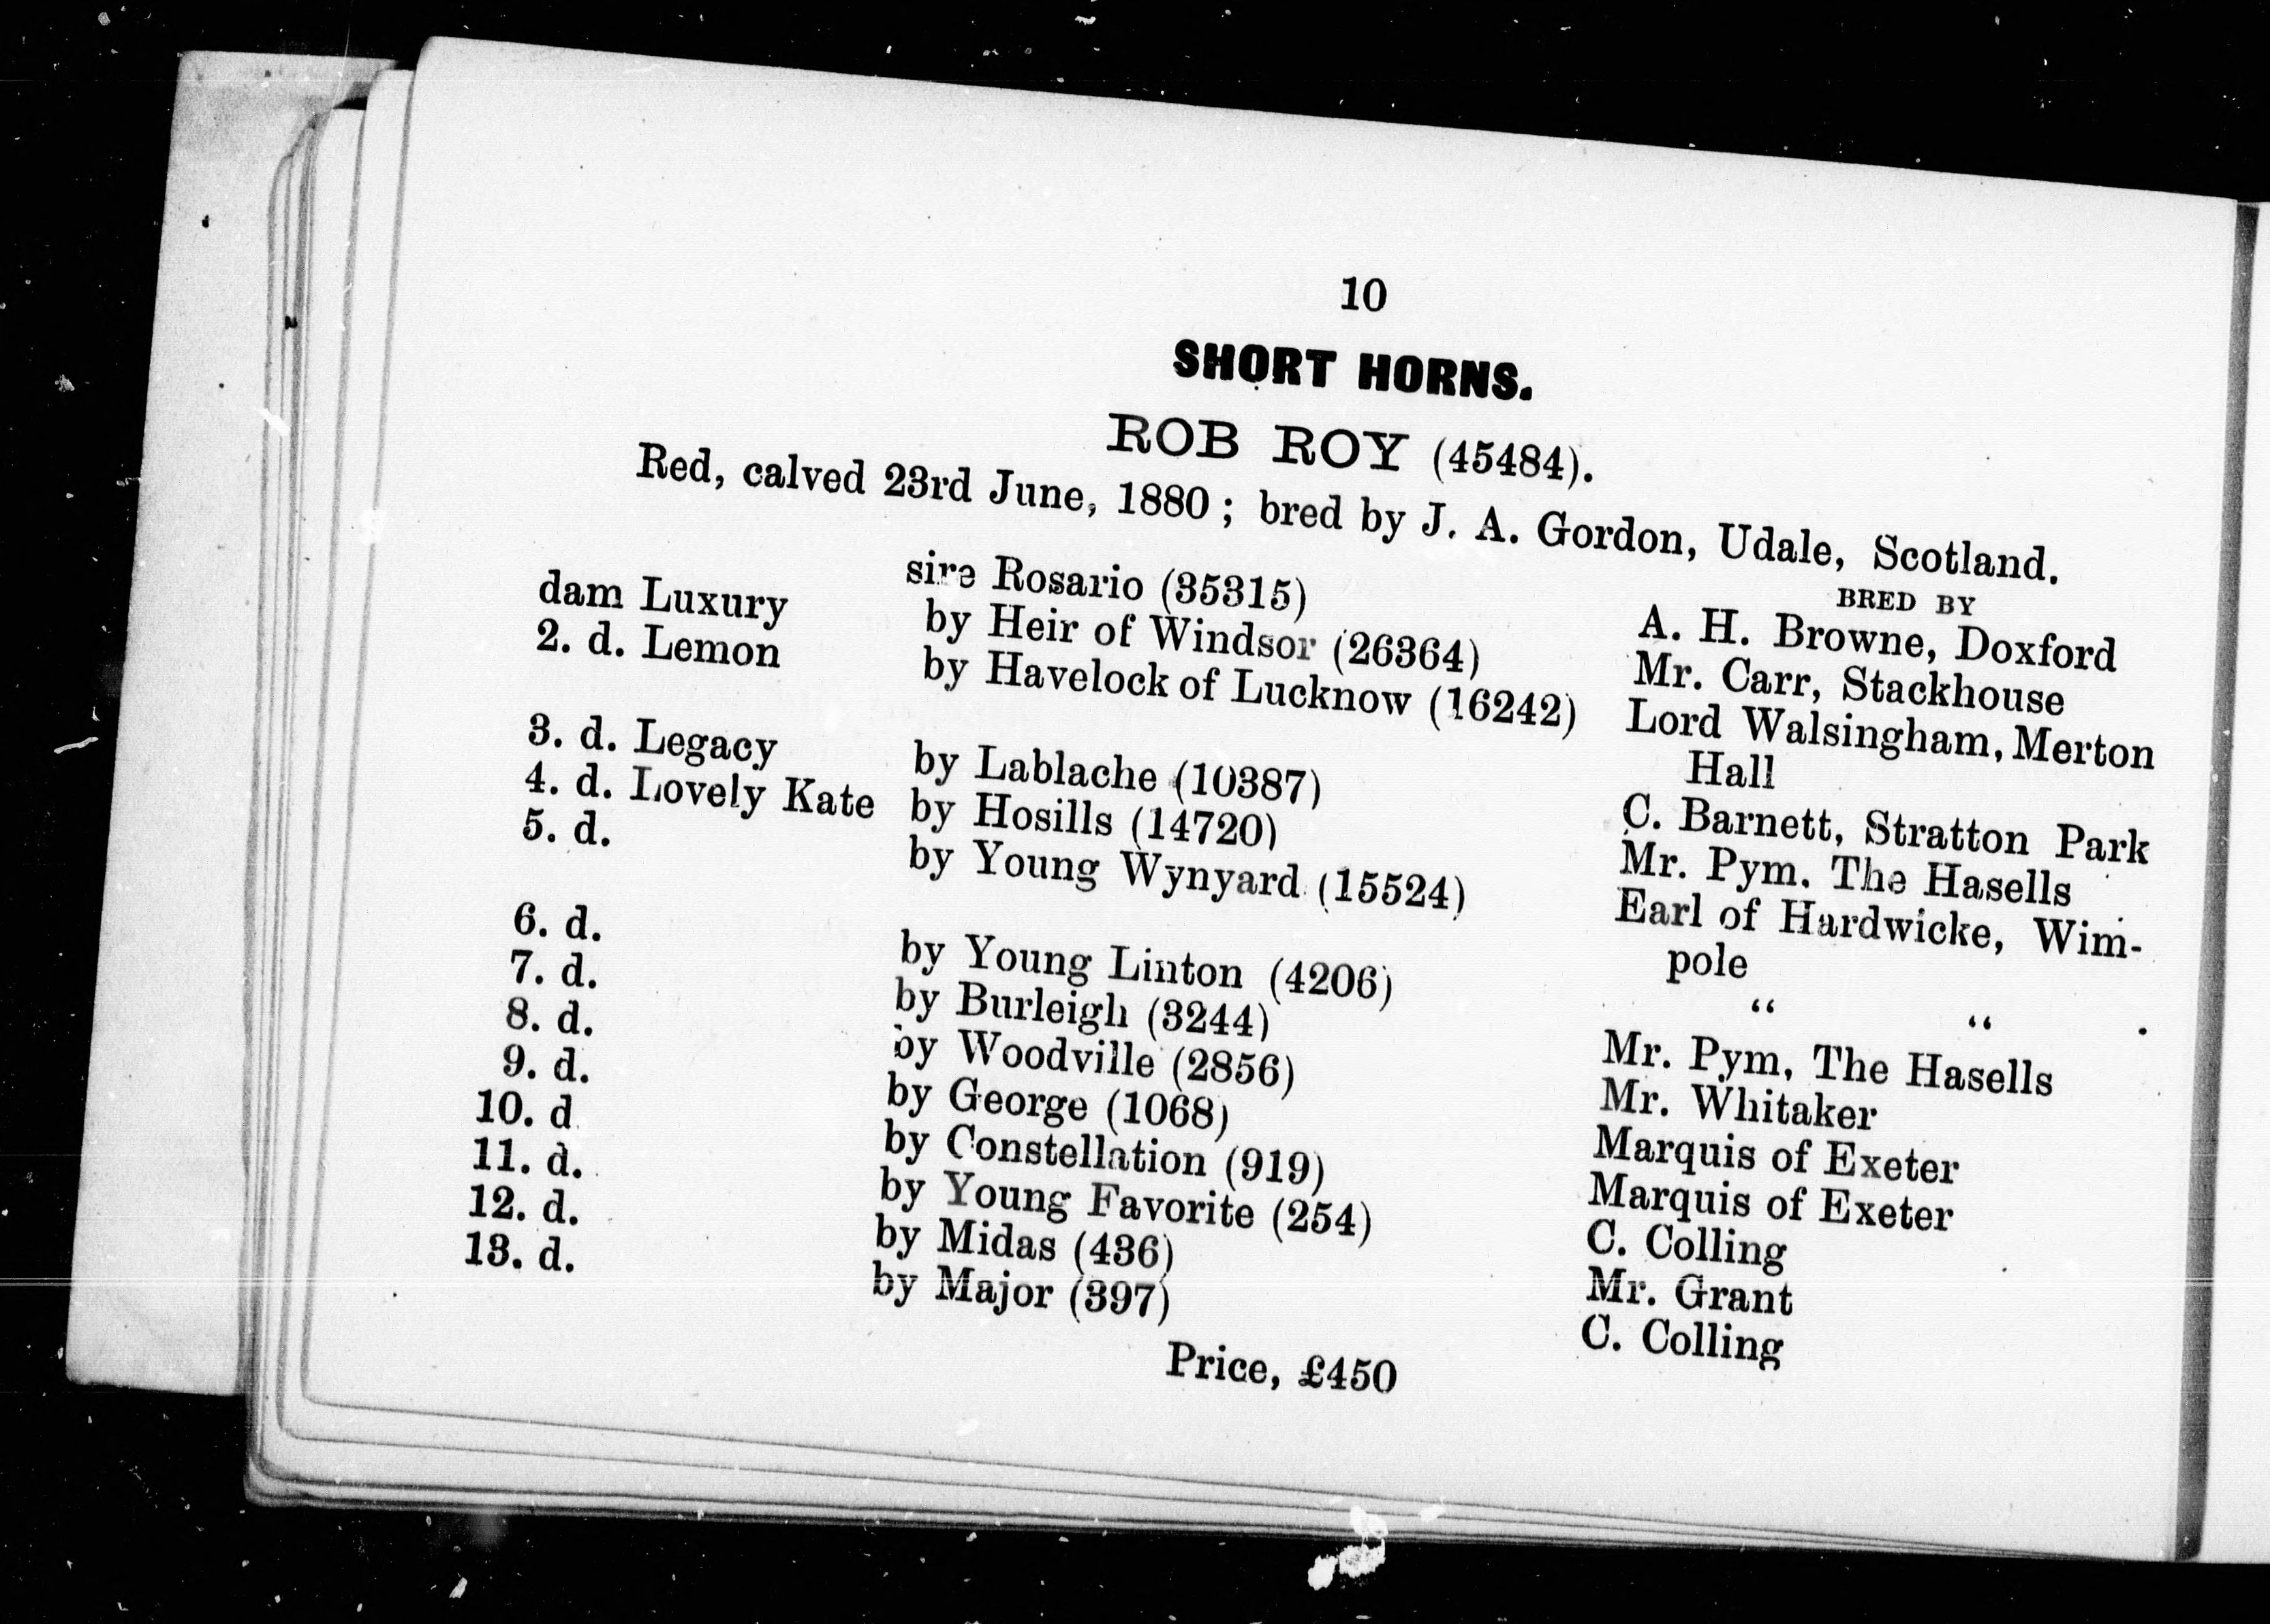 10
SHORT HORNS.
ROB ROY (45484).
Red, calved 23rd June, 1880 ; bred by J. A. Gordon, Udale, Scotland.
BRED BY
sire Rosario (35315) A. H. Browne, Doxford
dam Luxury by Heir of Windsor (26364) Mr. Carr, Stackhouse
2. d. Lemon by Havelock of Lucknow (16242) Lord Walsingham, Merton
Hall
3. d. Legacy by Lablache (10387) C. Barnett, Stratton Park
4. d. Lovely Kate by Hosills (14720) Mr. Pym. The Hasells
5. d. by Young Wynyard (15524) Earl of Hardwicke, Wim-
pole
6. d. by Young Linton (4206) “ “
7. d. by Burleigh (3244) Mr. Pym, The Hasells
8. d. by Woodville (2856) Mr. Whitaker
9. d. by George (1068) Marquis of Exeter
10. d by Constellation (919) Marquis of Exeter
11. d. by Young Favorite (254) C. Colling
12. d. by Midas (436) Mr. Grant
13. d. by Major (397) C. Colling
Price, £450